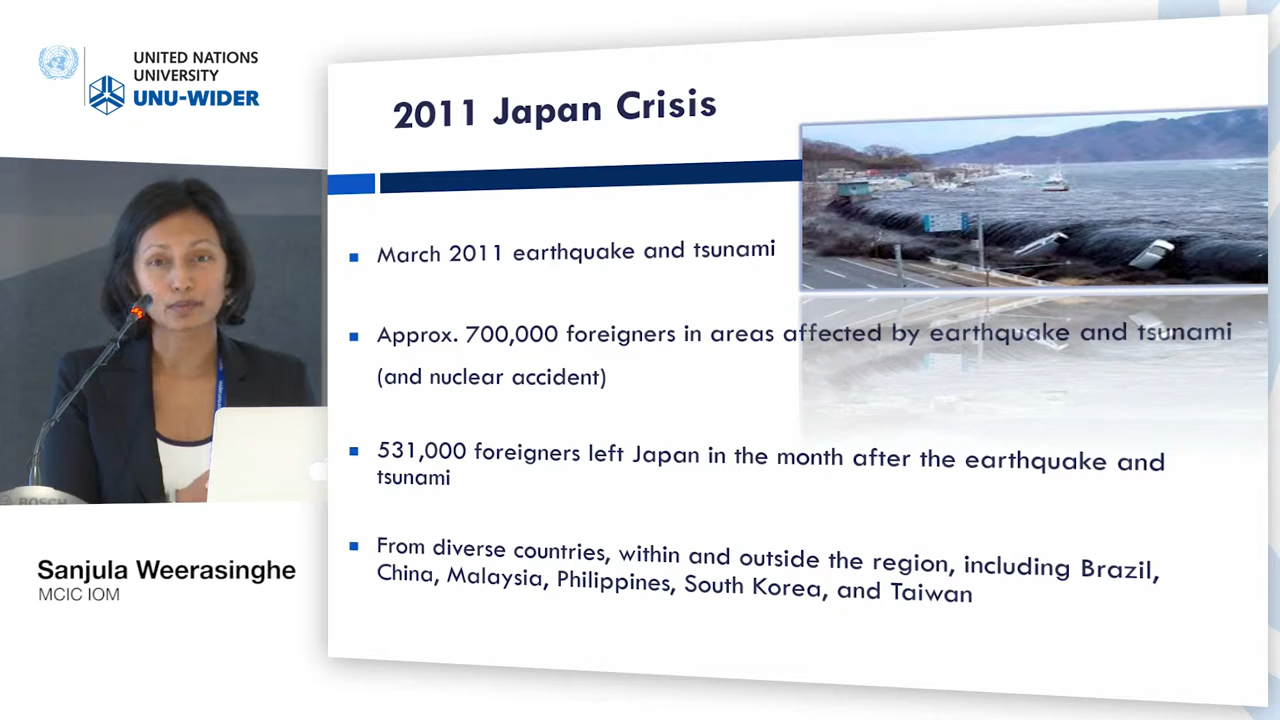 UNITED NATIONS
UNIVERSITY
UNU-WIDER
2011 Japan Crisis
March 2011 earthquake and tsunami
Approx. 700,000 foreigners in areas affected by earthquake and tsunami
(and nuclear accident)
531,000 foreigners left Japan in the month after the earthquake and
tsunami
From diverse countries, within and outside the region, including Brazil,
China, Malaysia, Philippines, South Korea, and Taiwan
BOSCH
Sanjula Weerasinghe
MCIC IOM